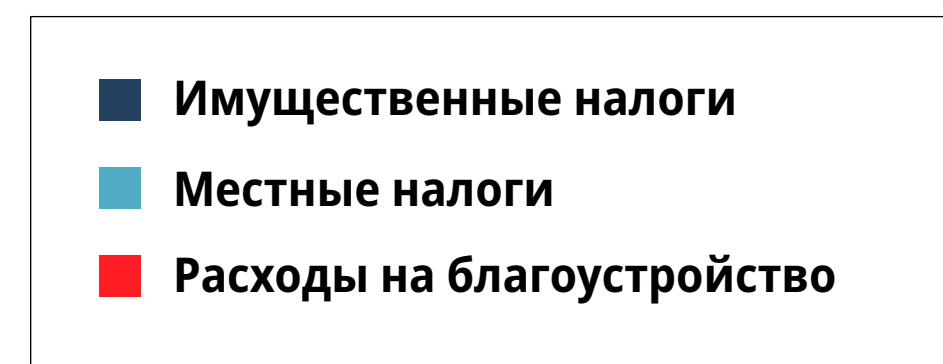 Имущественные налоги
Местные налоги
Расходы на благоустройство